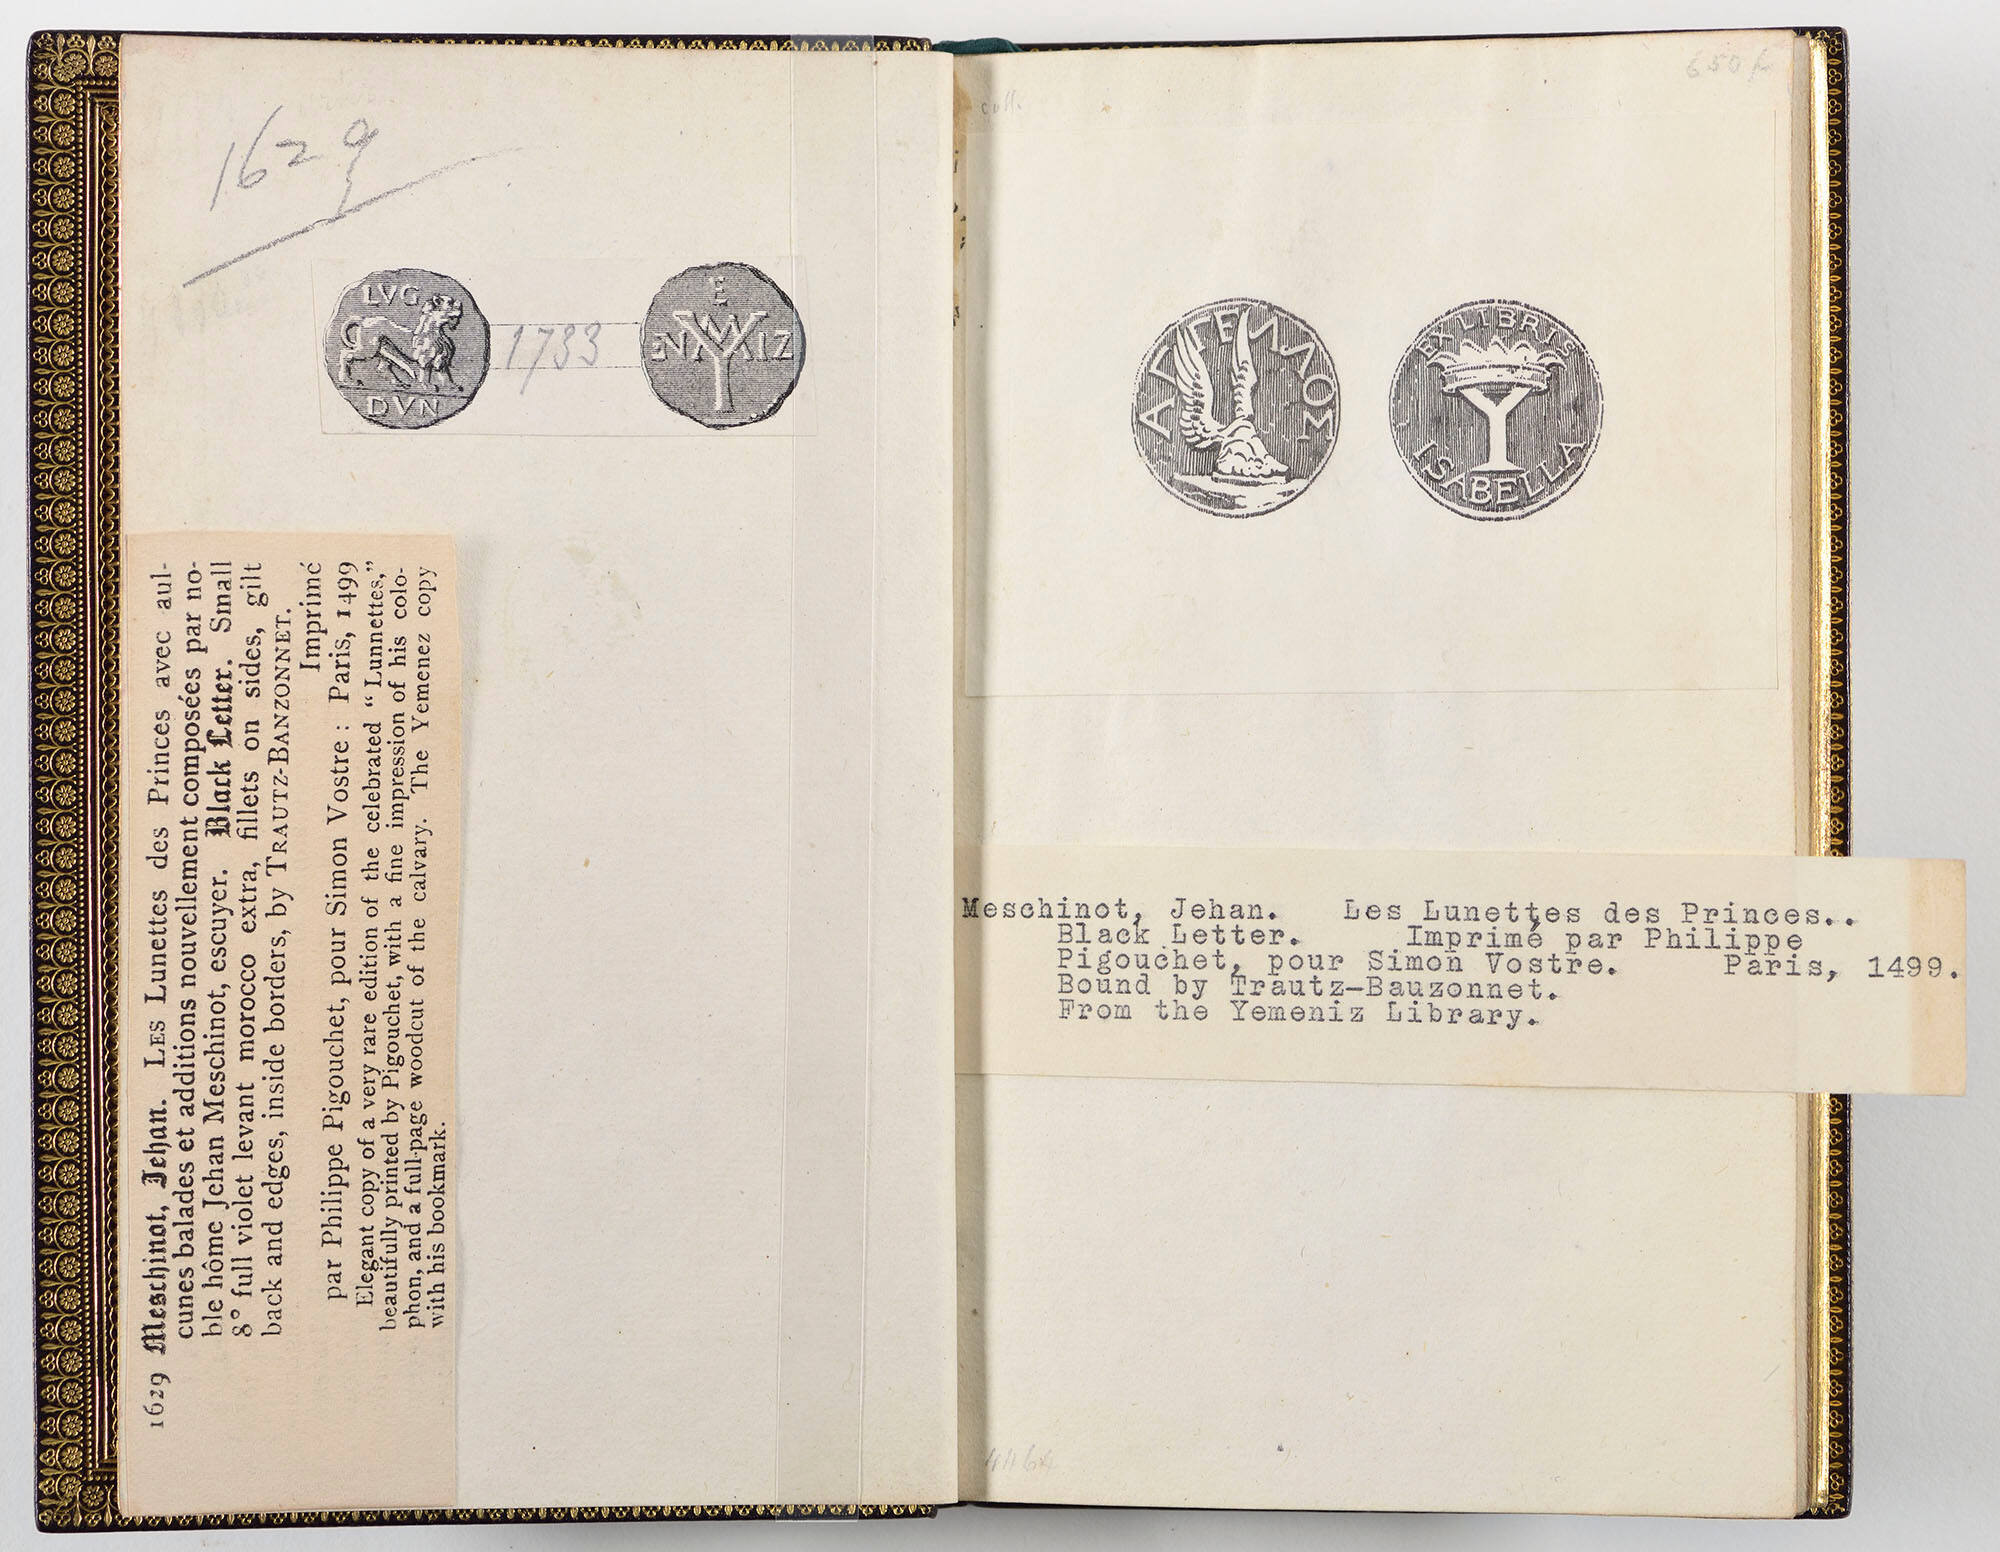 1629
LVG
DVN
1733
E
ENYMIZ
1629 Meschinot, Jehan. LES LUNETTES des Princes avec aul-
cunes balades et additions nouvellement composées par no-
ble hôme Jehan Meschinot, escuyer. Black Letter. Small
8° full violet levant morocco extra, fillets on sides, gilt
back and edges, inside borders, by TRAUTZ-BANZONNET.
Imprimé
par Philippe Pigouchet, pour Simon Vostre : Paris, 1499
Elegant copy of a very rare edition of the celebrated "Lunnettes,"
beautifully printed by Pigouchet, with a fine impression of his colo-
phon, and a full-page woodcut of the calvary. The Yemenez copy
with his bookmark.
coll.
650 f
ΑΓΓΕΛΛΟΣ
EX LIBRIS
Y
ISABELLA
Meschinot, Jehan. Les Lunettes des Princes..
Black Letter. Imprimé par Philippe
Pigouchet, pour Simon Vostre. Paris, 1499.
Bound by Trautz-Bauzonnet.
From the Yemeniz Library.
4464